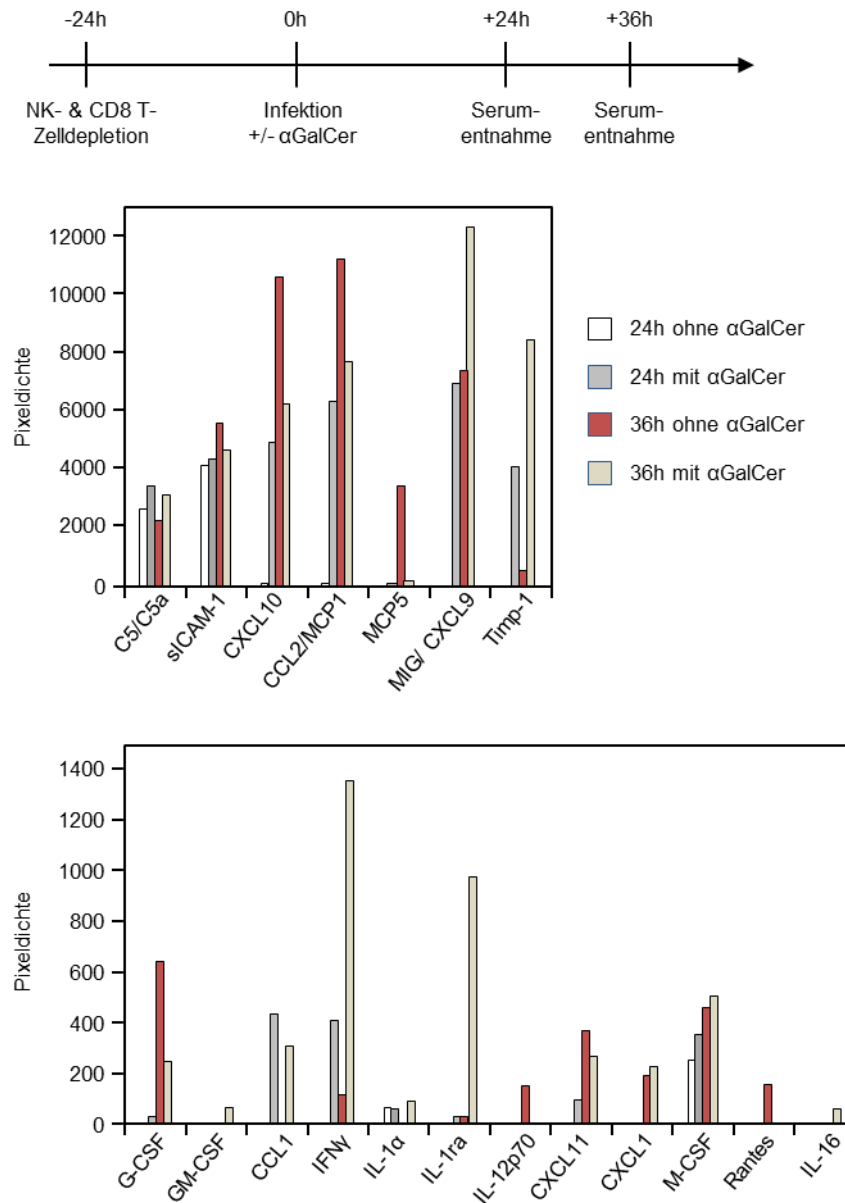 -24h 0h +24h +36h
NK- & CD8 T- Infektion Serum- Serum-
Zelldepletion +/- αGalCer entnahme entnahme
12000
10000
8000
6000
4000
2000
0
Pixeldichte
C5/C5a sICAM-1 CXCL10 CCL2/MCP1 MCP5 MIG/ CXCL9 Timp-1
24h ohne αGalCer
24h mit αGalCer
36h ohne αGalCer
36h mit αGalCer
1400
1200
1000
800
600
400
200
0
Pixeldichte
G-CSF GM-CSF CCL1 IFNγ IL-1α IL-1ra IL-12p70 CXCL11 CXCL1 M-CSF Rantes IL-16